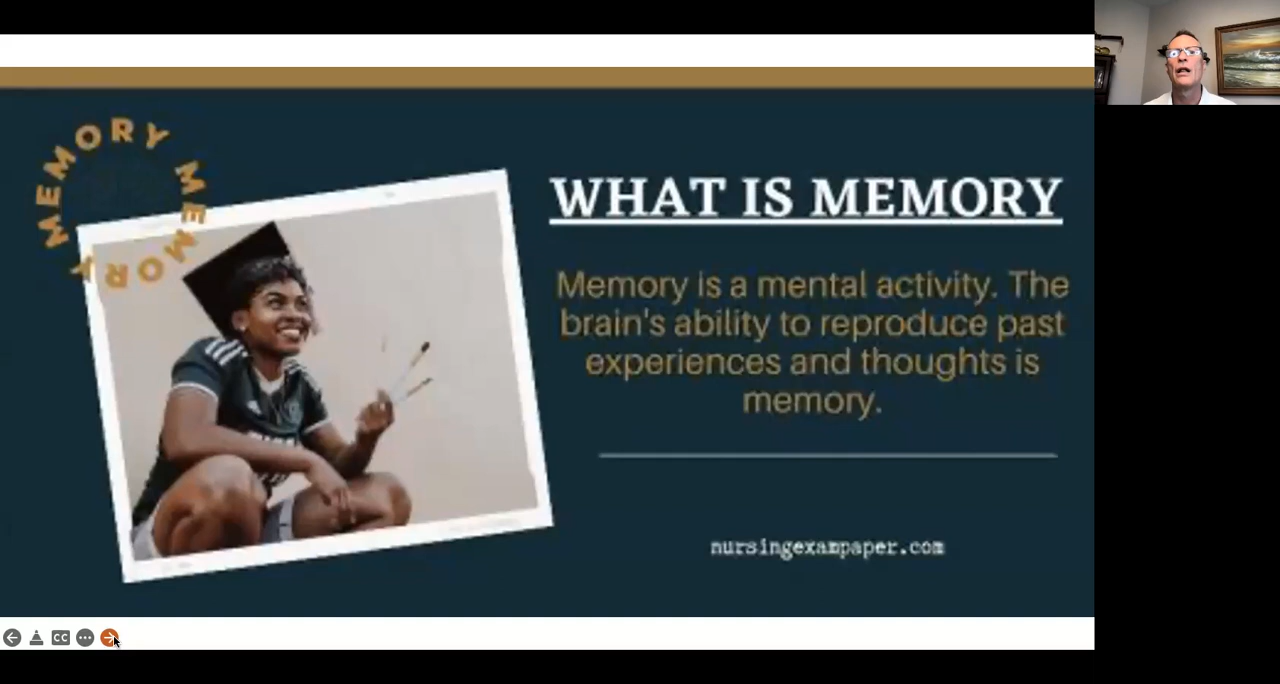 MEMORY MEMORY
WHAT IS MEMORY
Memory is a mental activity. The
brain's ability to reproduce past
experiences and thoughts is
memory.
nursingexampaper.com
CC